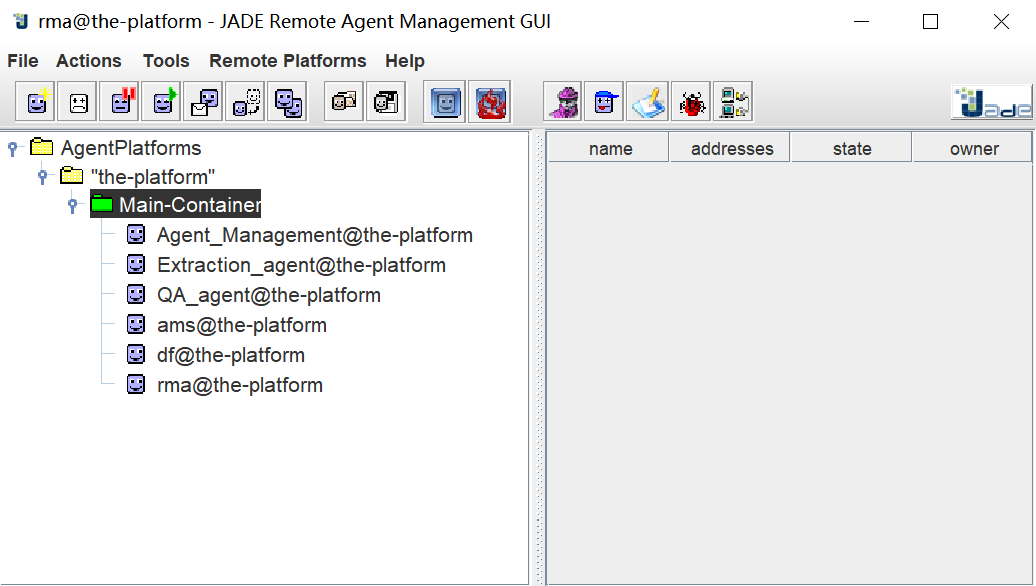 rma@the-platform - JADE Remote Agent Management GUI
File Actions Tools Remote Platforms Help
Jade
AgentPlatforms
"the-platform"
Main-Container
Agent_Management@the-platform
Extraction_agent@the-platform
QA_agent@the-platform
ams@the-platform
df@the-platform
rma@the-platform
name addresses state owner